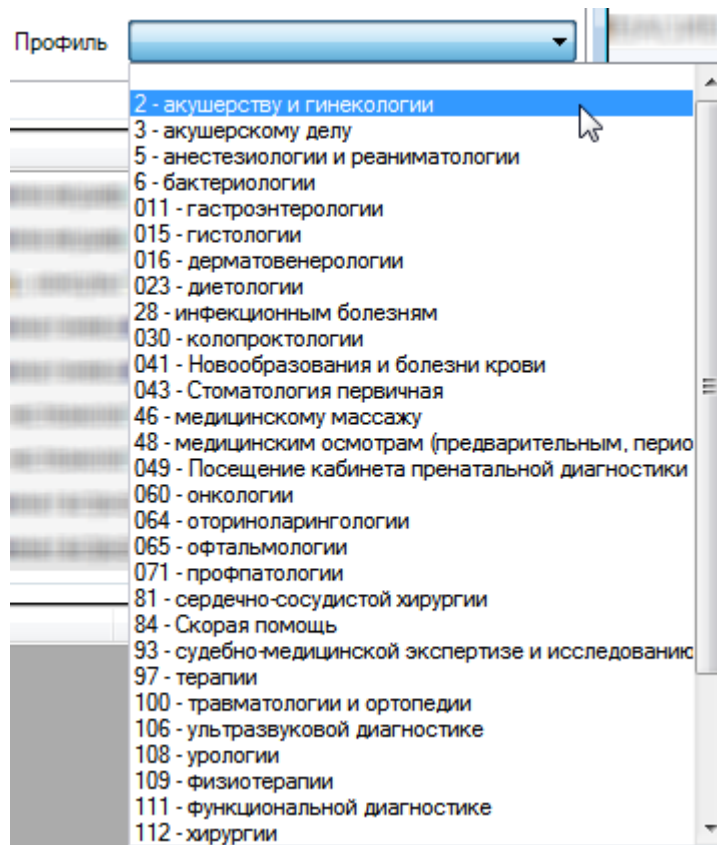 Профиль
2 - акушерству и гинекологии
3 - акушерскому делу
5 - анестезиологии и реаниматологии
6 - бактериологии
011 - гастроэнтерологии
015 - гистологии
016 - дерматовенерологии
023 - диетологии
28 - инфекционным болезням
030 - колопроктологии
041 - Новообразования и болезни крови
043 - Стоматология первичная
46 - медицинскому массажу
48 - медицинским осмотрам (предварительным, перио
049 - Посещение кабинета пренатальной диагностики
060 - онкологии
064 - оториноларингологии
065 - офтальмологии
071 - профпатологии
81 - сердечно-сосудистой хирургии
84 - Скорая помощь
93 - судебно-медицинской экспертизе и исследованию
97 - терапии
100 - травматологии и ортопедии
106 - ультразвуковой диагностике
108 - урологии
109 - физиотерапии
111 - функциональной диагностике
112 - хирургии